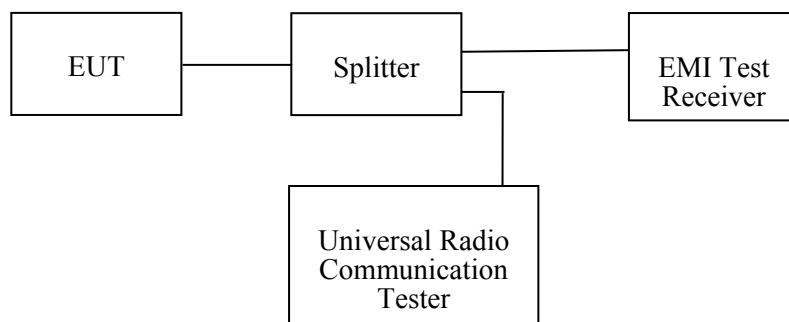 EUT
Splitter
EMI Test
Receiver
Universal Radio
Communication
Tester